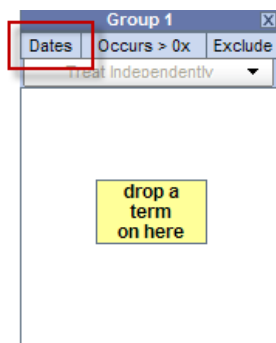 Group 1 X
Dates Occurs > 0x Exclude
Treat Independently
drop a
term
on here